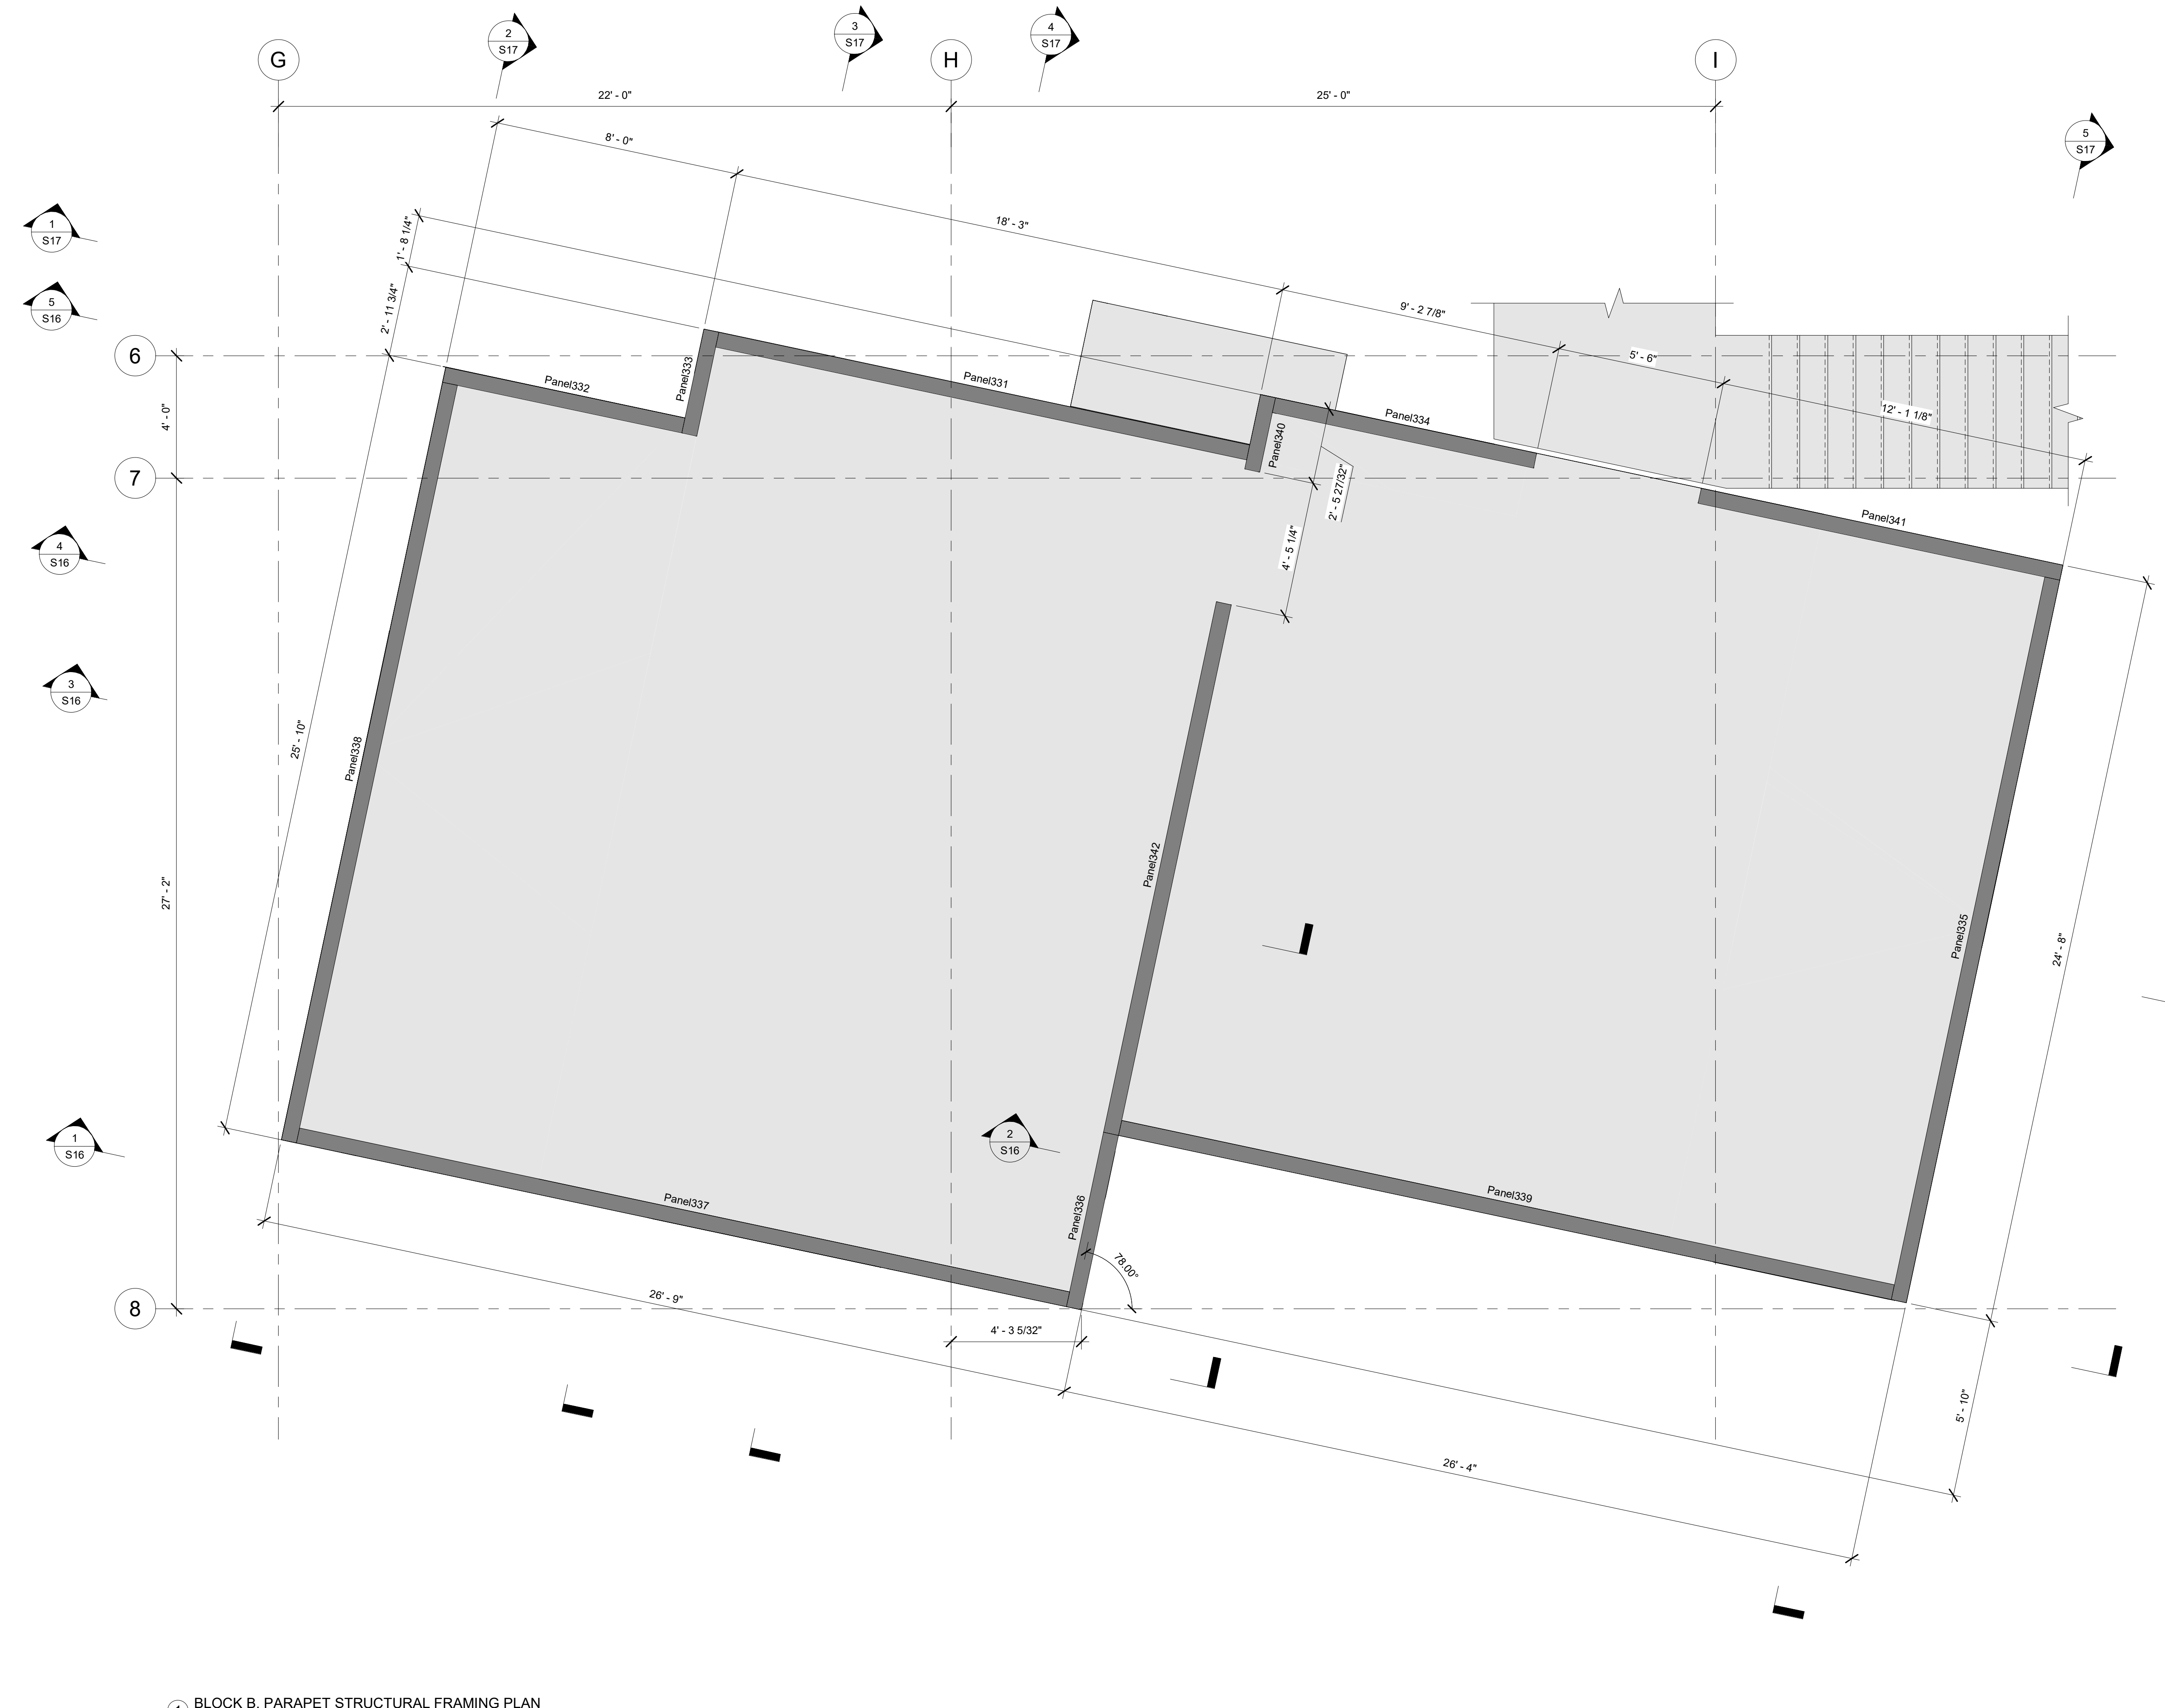 2
S17
3
S17
4
S17
G
H
I
22' - 0"
25' - 0"
5
S17
8' - 0"
1
S17
1' - 8 1/4"
18' - 3"
5
S16
2' - 11 3/4"
9' - 2 7/8"
6
5' - 6"
Panel332
Panel333
Panel331
4' - 0"
12' - 1 1/8"
Panel334
Panel340
7
2' - 5 27/32"
Panel341
4
S16
4' - 5 1/4"
3
S16
25' - 10"
Panel338
27' - 2"
Panel342
Panel335
24' - 8"
1
S16
2
S16
Panel337
Panel336
Panel339
78.00°
8
26' - 9"
4' - 3 5/32"
5' - 10"
26' - 4"
BLOCK B. PARAPET STRUCTURAL FRAMING PLAN